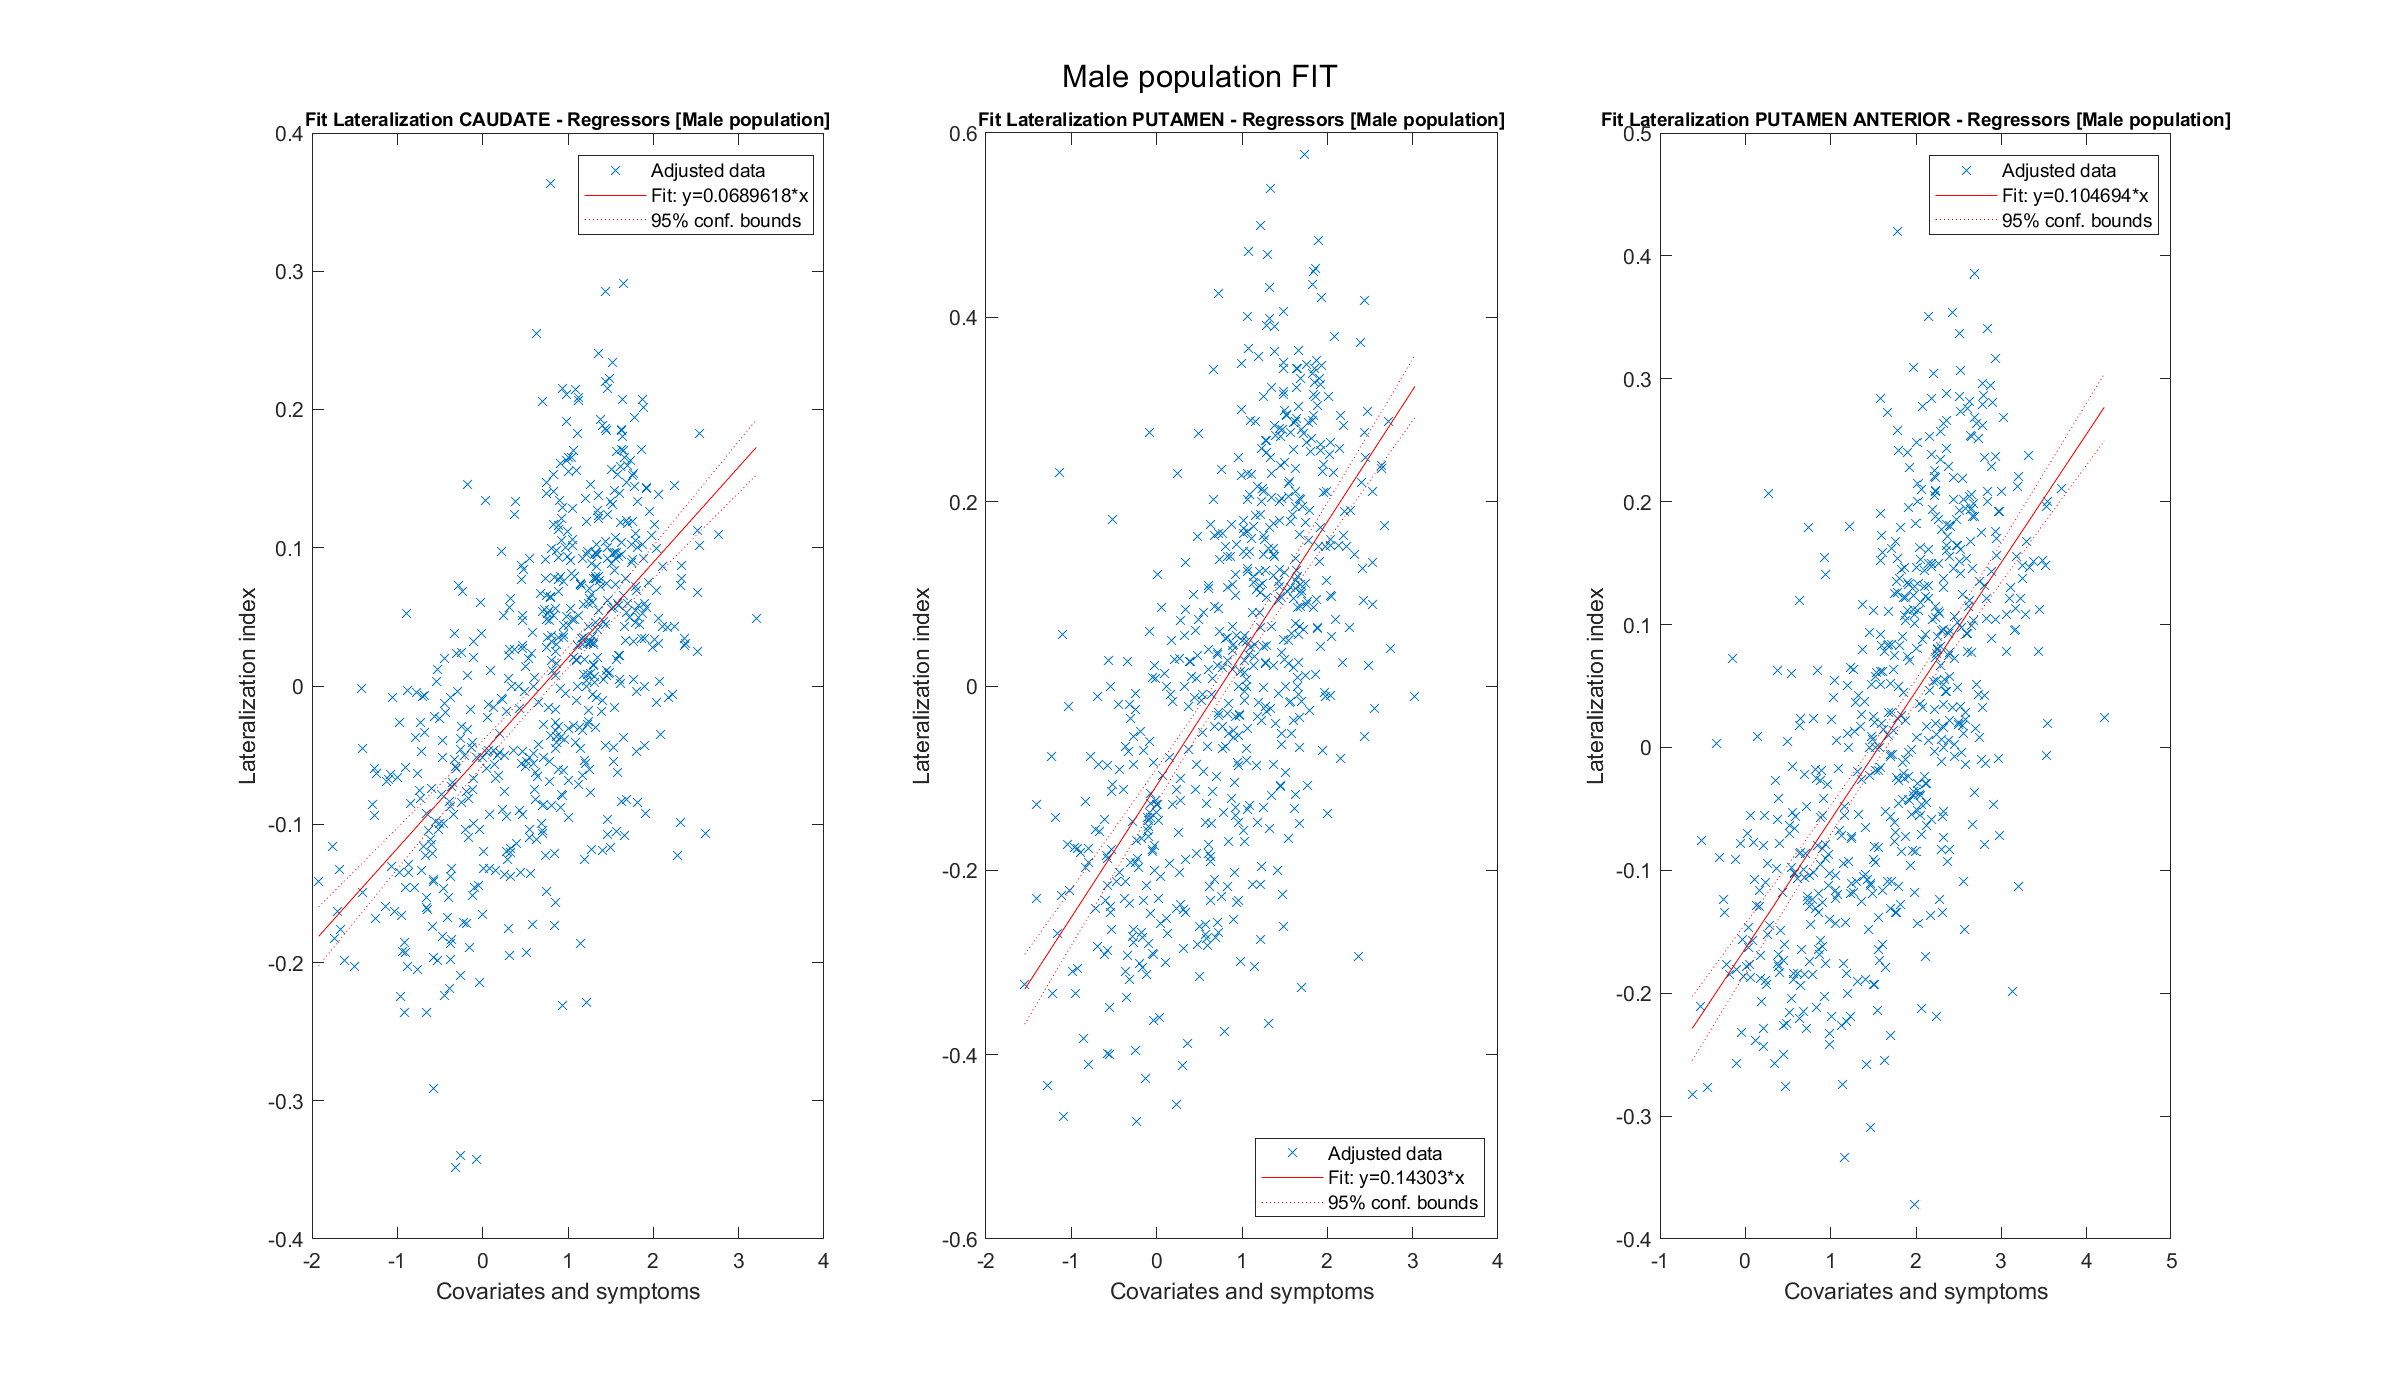 Male population FIT
Fit Lateralization CAUDATE - Regressors [Male population]
0.4
0.3
0.2
0.1
0
-0.1
-0.2
-0.3
-0.4
-2 -1 0 1 2 3 4
Lateralization index
Covariates and symptoms
Adjusted data
Fit: y=0.0689618*x
95% conf. bounds
Fit Lateralization PUTAMEN - Regressors [Male population]
0.6
0.4
0.2
0
-0.2
-0.4
-0.6
-2 -1 0 1 2 3 4
Lateralization index
Covariates and symptoms
Adjusted data
Fit: y=0.14303*x
95% conf. bounds
Fit Lateralization PUTAMEN ANTERIOR - Regressors [Male population]
0.5
0.4
0.3
0.2
0.1
0
-0.1
-0.2
-0.3
-0.4
-1 0 1 2 3 4 5
Lateralization index
Covariates and symptoms
Adjusted data
Fit: y=0.104694*x
95% conf. bounds